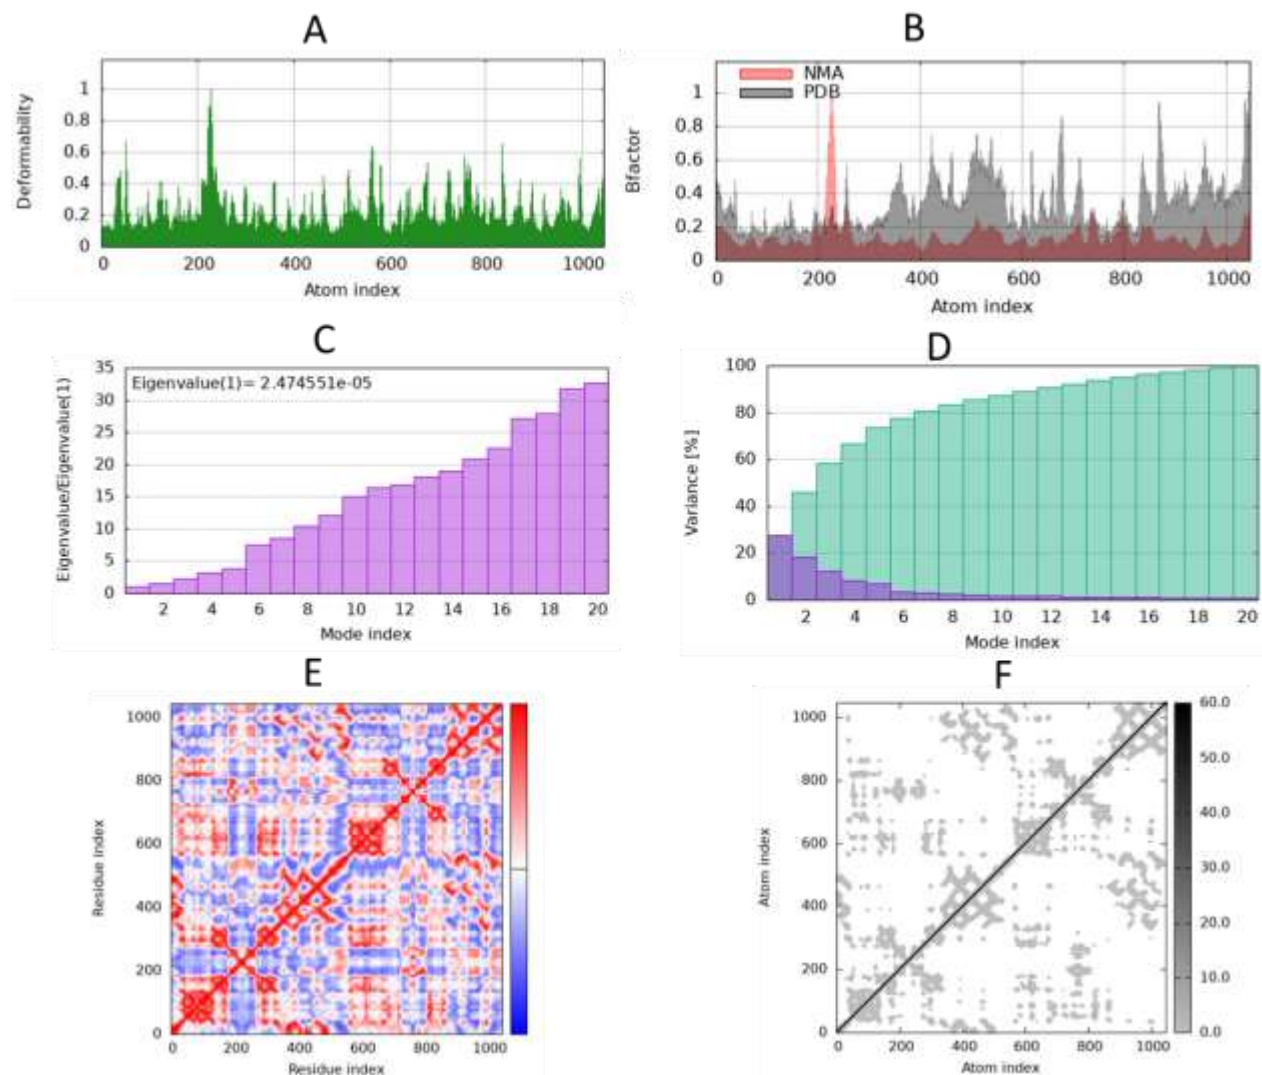 A
Deformability
1
0.8
0.6
0.4
0.2
0
0 200 400 600 800 1000
Atom index
B
NMA
PDB
Bfactor
1
0.8
0.6
0.4
0.2
0
0 200 400 600 800 1000
Atom index
C
Eigenvalue(1)= 2.474551e-05
Eigenvalue/Eigenvalue(1)
35
30
25
20
15
10
5
0
2 4 6 8 10 12 14 16 18 20
Mode index
D
Variance [%]
100
80
60
40
20
0
2 4 6 8 10 12 14 16 18 20
Mode index
E
Residue index
1000
800
600
400
200
0
0 200 400 600 800 1000
Residue index
F
Atom index
1000
800
600
400
200
0
0 200 400 600 800 1000
Atom index
60.0
50.0
40.0
30.0
20.0
10.0
0.0